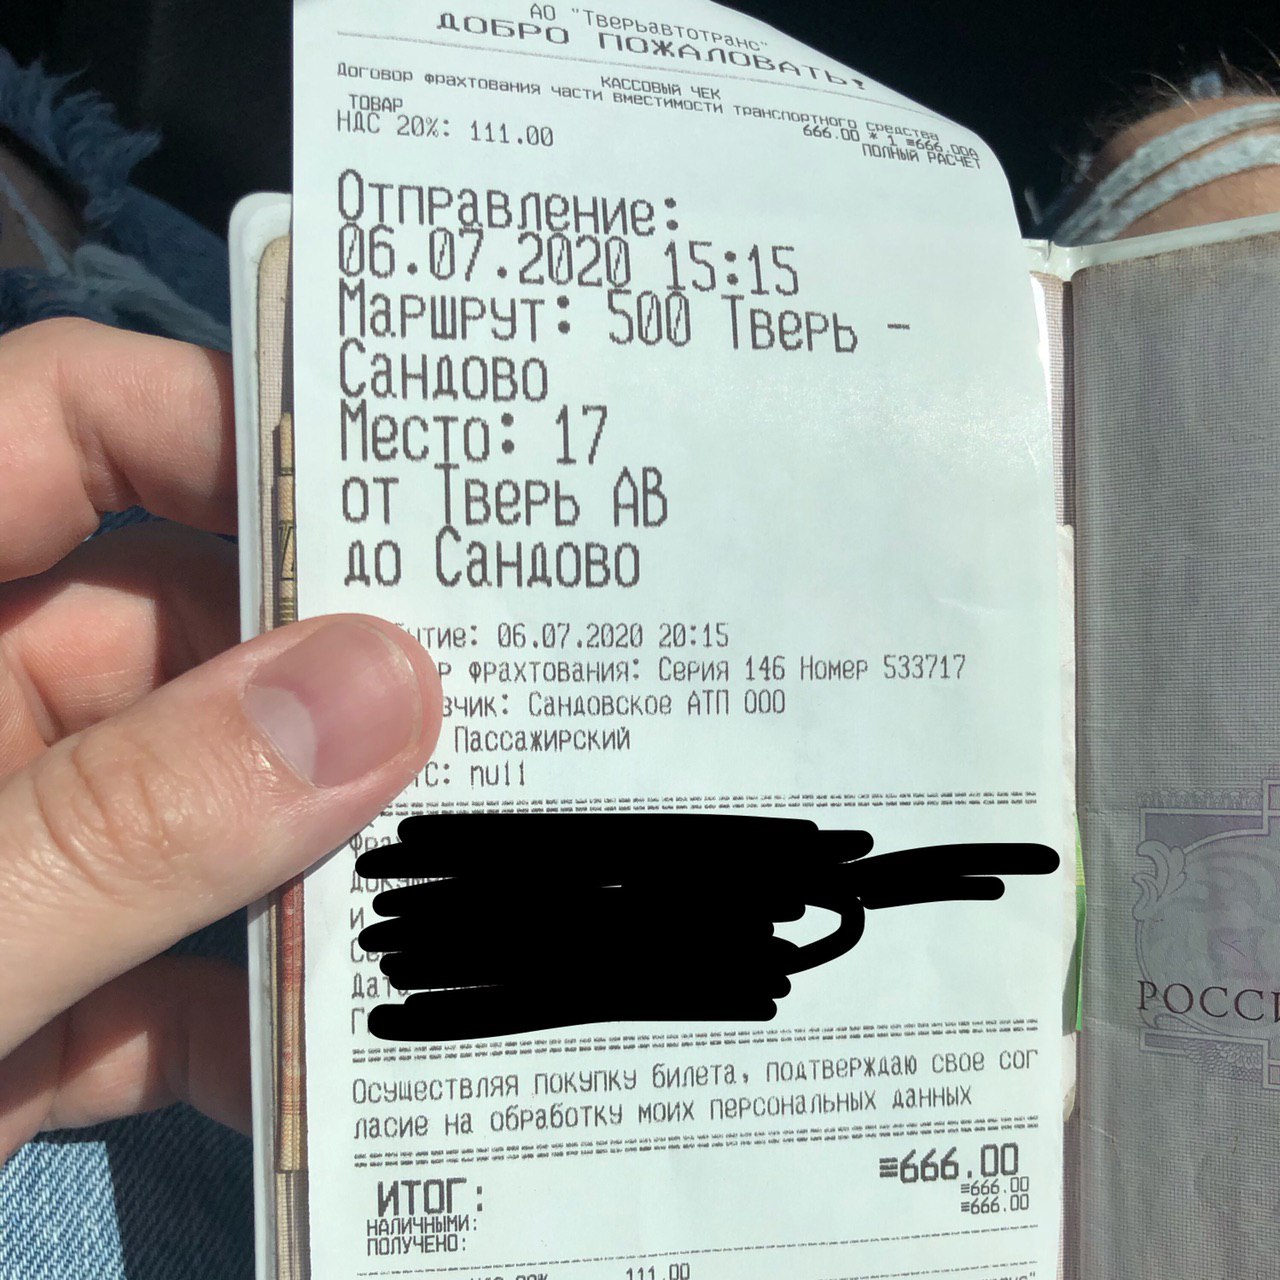 АО "Тверьавтотранс"
ДОБРО ПОЖАЛОВАТЬ!
КАССОВЫЙ ЧЕК
Договор фрахтования части вместимости транспортного средства
666.00 * 1 ≡666.00А
ТОВАР ПОЛНЫЙ РАСЧЕТ
НДС 20%: 111.00
Отправление:
06.07.2020 15:15
Маршрут: 500 Тверь -
Сандово
Место: 17
от Тверь АВ
до Сандово
06.07.2020 20:15
фрахтования: Серия 146 Номер 533717
Сандовское АТП ООО
Пассажирский
ТС: null
и
Осуществляя покупку билета, подтверждаю свое сог
ласие на обработку моих персональных данных
ИТОГ: ≡666.00
НАЛИЧНЫМИ: ≡666.00
ПОЛУЧЕНО: ≡666.00
111.00
РОССИ